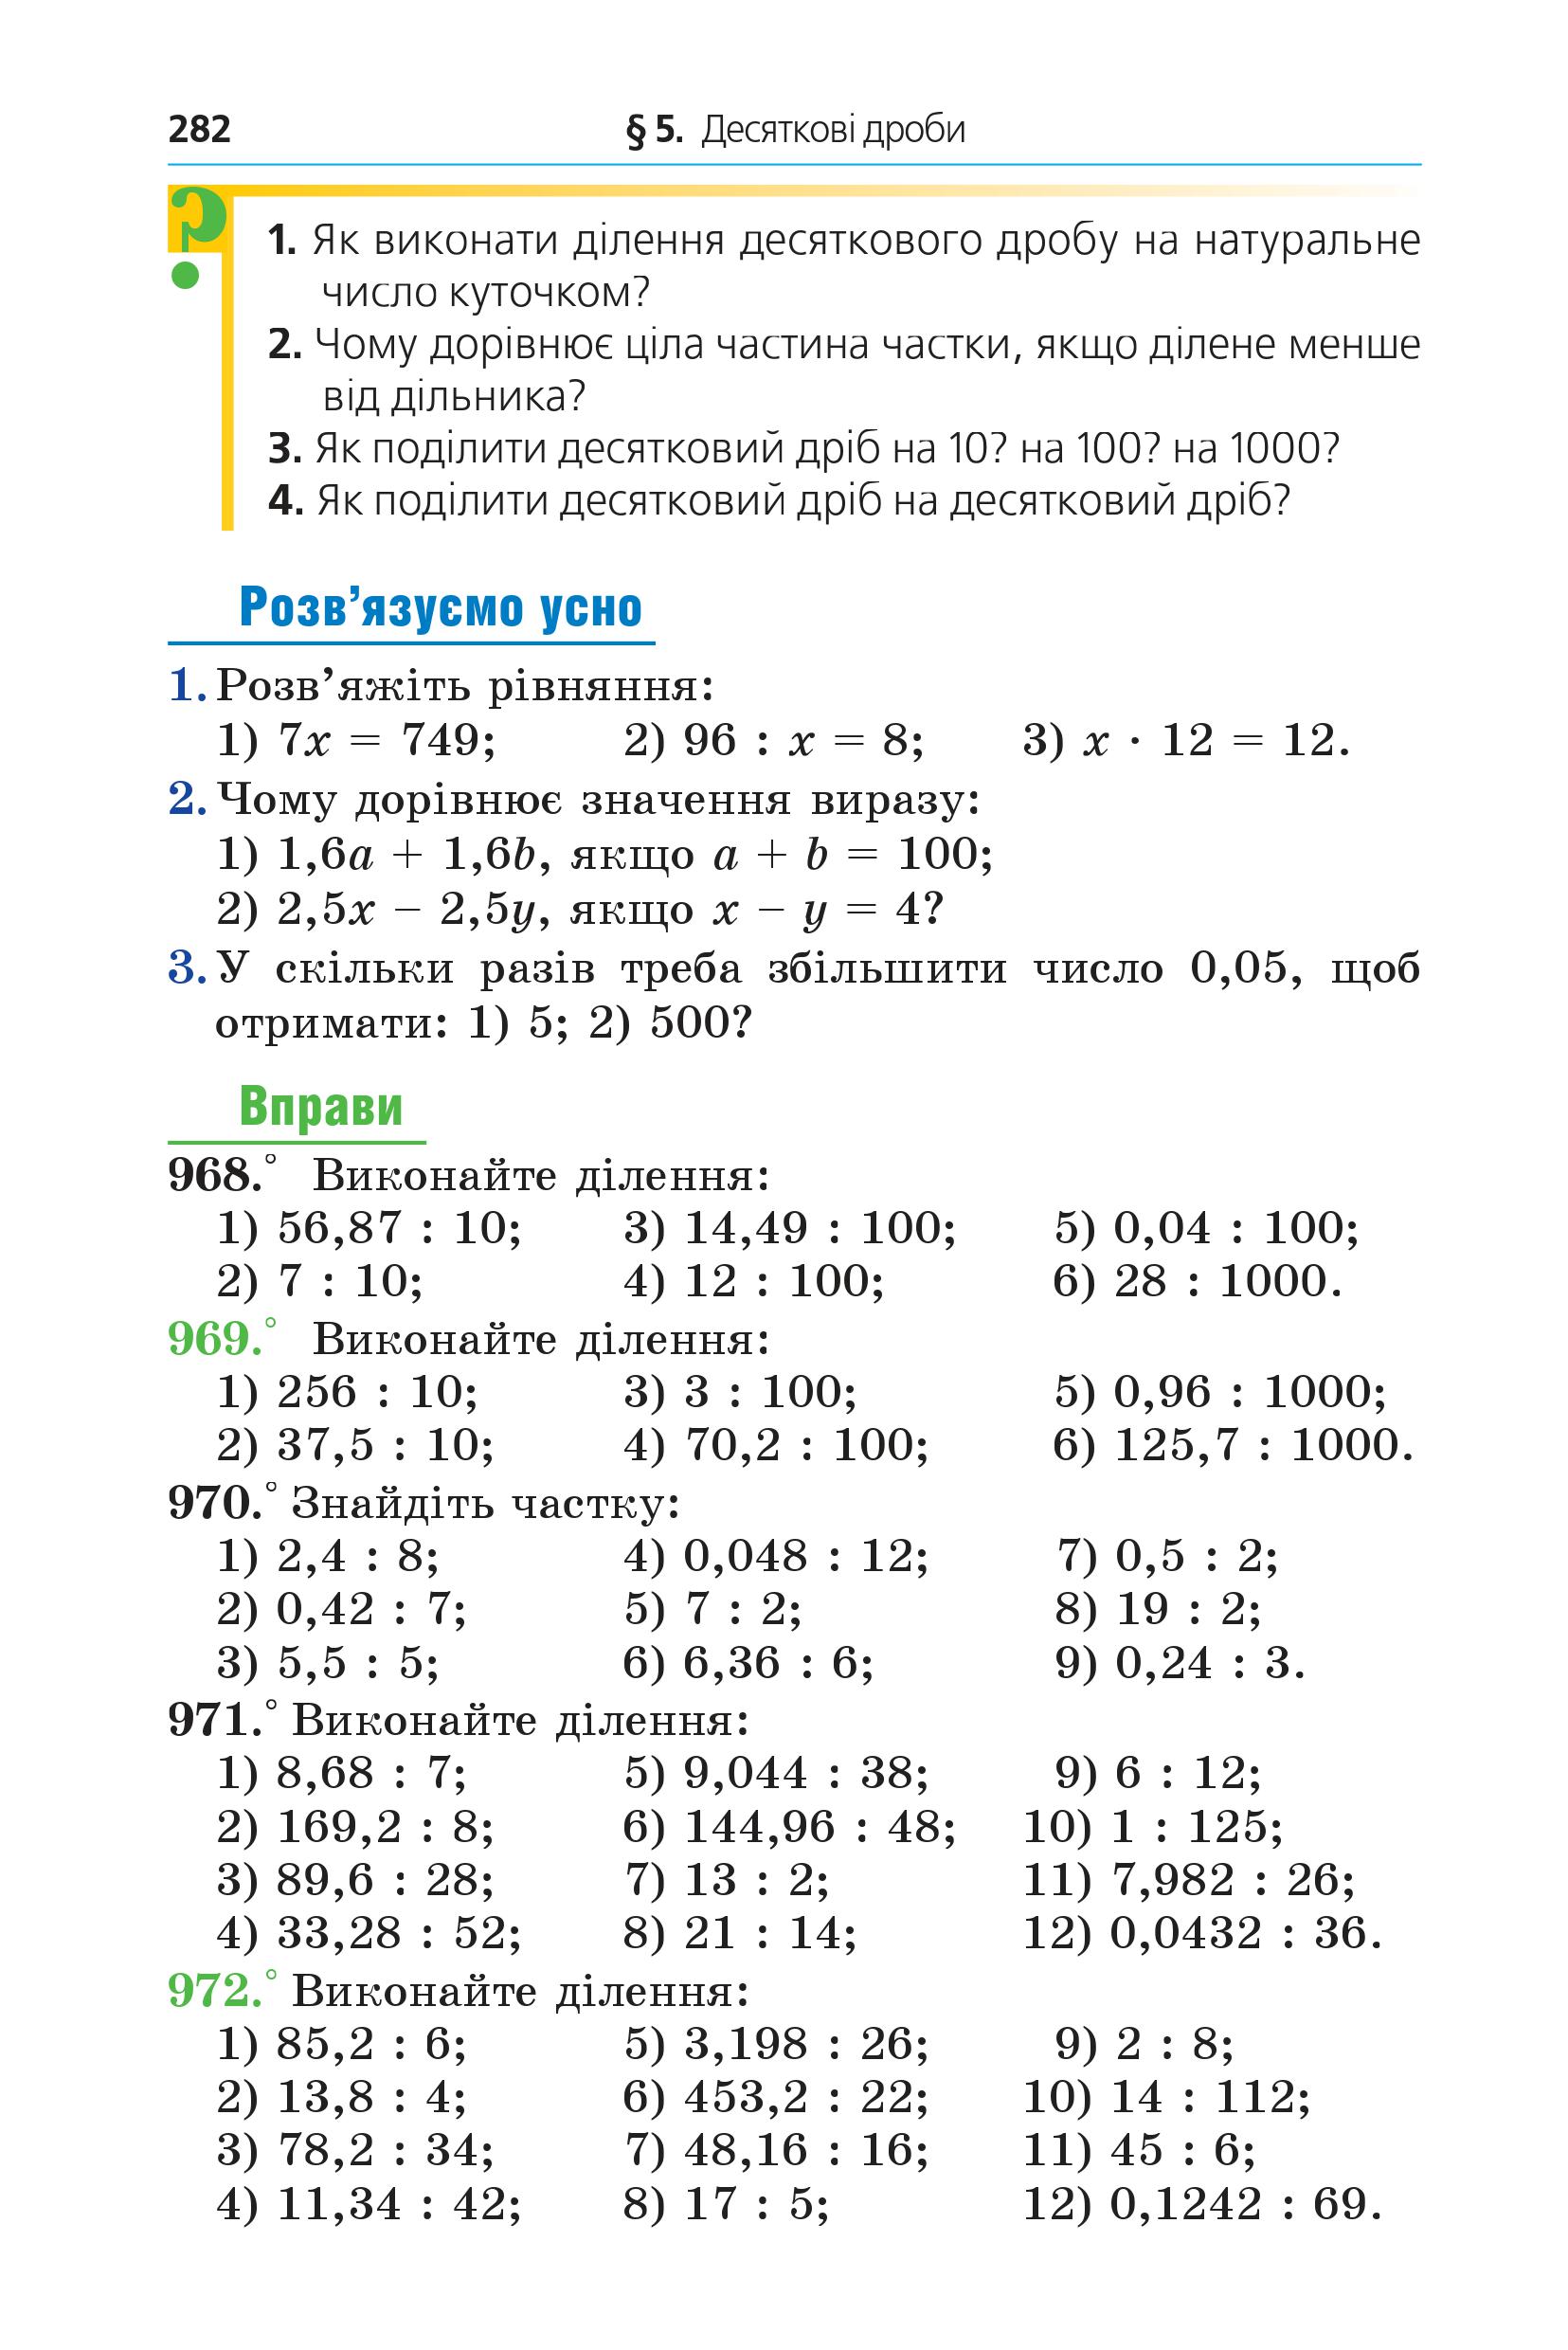 282 § 5. Десяткові дроби
1. Як виконати ділення десяткового дробу на натуральне
число куточком?
2. Чому дорівнює ціла частина частки, якщо ділене менше
від дільника?
3. Як поділити десятковий дріб на 10? на 100? на 1000?
4. Як поділити десятковий дріб на десятковий дріб?
Розв’язуємо усно
1. Розв’яжіть рівняння:
1) 7x = 749; 2) 96 : x = 8; 3) x · 12 = 12.
2. Чому дорівнює значення виразу:
1) 1,6a + 1,6b, якщо a + b = 100;
2) 2,5x – 2,5y, якщо x – y = 4?
3. У скільки разів треба збільшити число 0,05, щоб
отримати: 1) 5; 2) 500?
Вправи
968.° Виконайте ділення:
1) 56,87 : 10; 3) 14,49 : 100; 5) 0,04 : 100;
2) 7 : 10; 4) 12 : 100; 6) 28 : 1000.
969.° Виконайте ділення:
1) 256 : 10; 3) 3 : 100; 5) 0,96 : 1000;
2) 37,5 : 10; 4) 70,2 : 100; 6) 125,7 : 1000.
970.° Знайдіть частку:
1) 2,4 : 8; 4) 0,048 : 12; 7) 0,5 : 2;
2) 0,42 : 7; 5) 7 : 2; 8) 19 : 2;
3) 5,5 : 5; 6) 6,36 : 6; 9) 0,24 : 3.
971.° Виконайте ділення:
1) 8,68 : 7; 5) 9,044 : 38; 9) 6 : 12;
2) 169,2 : 8; 6) 144,96 : 48; 10) 1 : 125;
3) 89,6 : 28; 7) 13 : 2; 11) 7,982 : 26;
4) 33,28 : 52; 8) 21 : 14; 12) 0,0432 : 36.
972.° Виконайте ділення:
1) 85,2 : 6; 5) 3,198 : 26; 9) 2 : 8;
2) 13,8 : 4; 6) 453,2 : 22; 10) 14 : 112;
3) 78,2 : 34; 7) 48,16 : 16; 11) 45 : 6;
4) 11,34 : 42; 8) 17 : 5; 12) 0,1242 : 69.